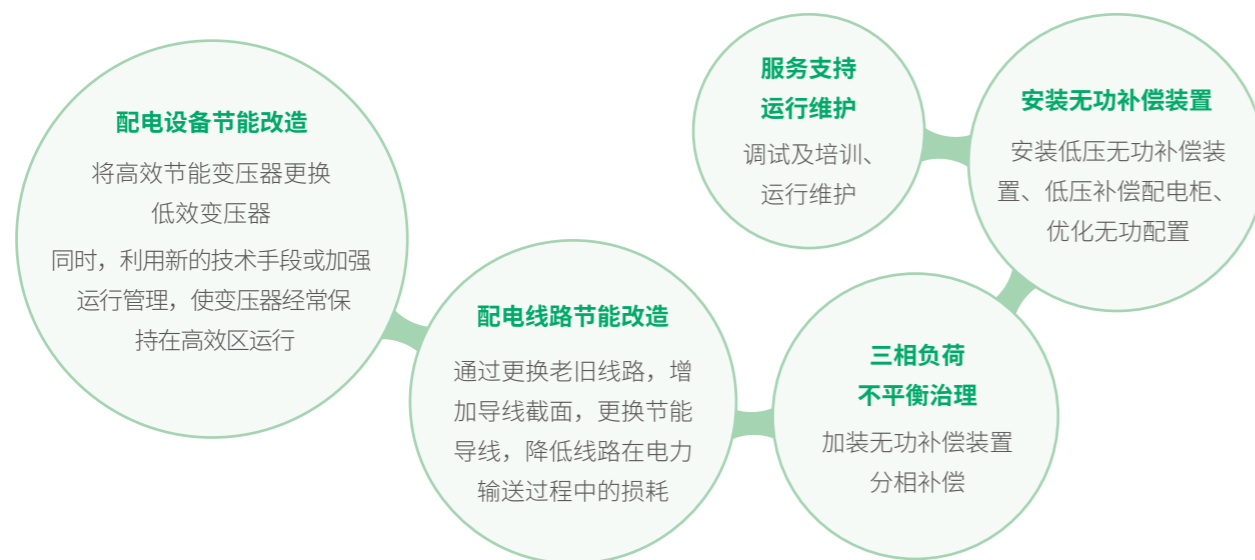 配电设备节能改造
将高效节能变压器更换
低效变压器
同时，利用新的技术手段或加强
运行管理，使变压器经常保
持在高效区运行
配电线路节能改造
通过更换老旧线路，增
加导线截面，更换节能
导线，降低线路在电力
输送过程中的损耗
三相负荷
不平衡治理
加装无功补偿装置
分相补偿
安装无功补偿装置
安装低压无功补偿装
置、低压补偿配电柜、
优化无功配置
服务支持
运行维护
调试及培训、
运行维护